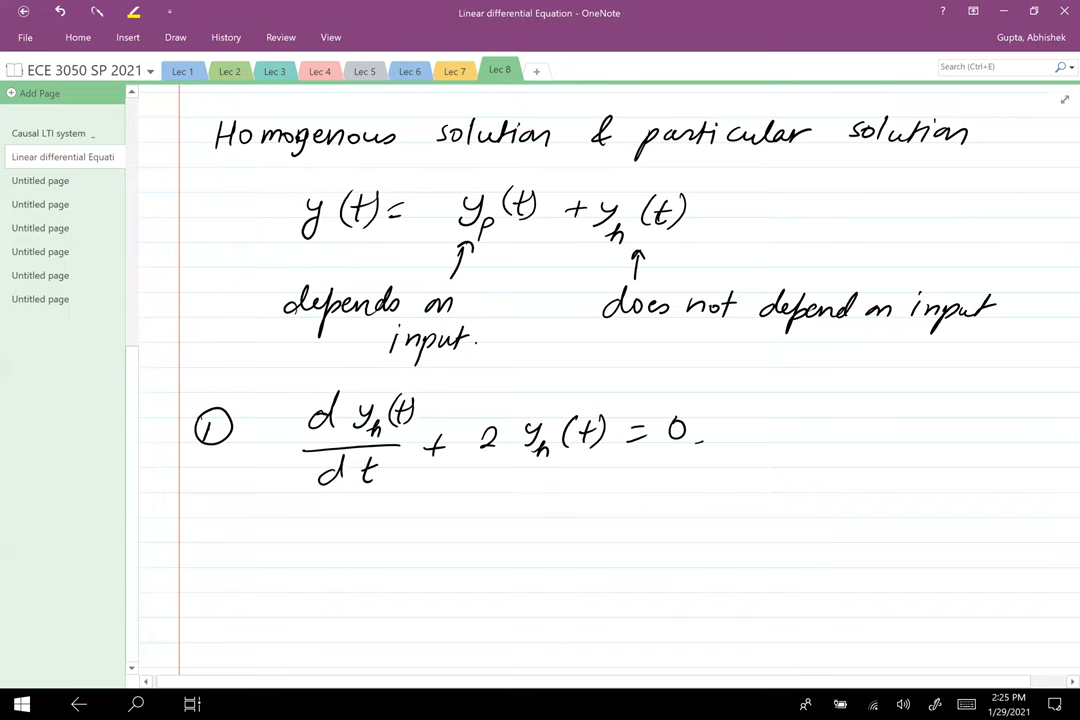 Linear differential Equation - OneNote
?
File Home Insert Draw History Review View
Gupta, Abhishek
ECE 3050 SP 2021
Lec 1 Lec 2 Lec 3 Lec 4 Lec 5 Lec 6 Lec 7 Lec 8 +
Search (Ctrl+E)
Add Page
Causal LTI system
Linear differential Equati
Untitled page
Untitled page
Untitled page
Untitled page
Untitled page
Untitled page
Homogenous solution & particular solution
y(t) = y_p(t) + y_h(t)
depends on does not depend on input
input.
① d y_h(t) / dt + 2 y_h(t) = 0.
2:25 PM
1/29/2021